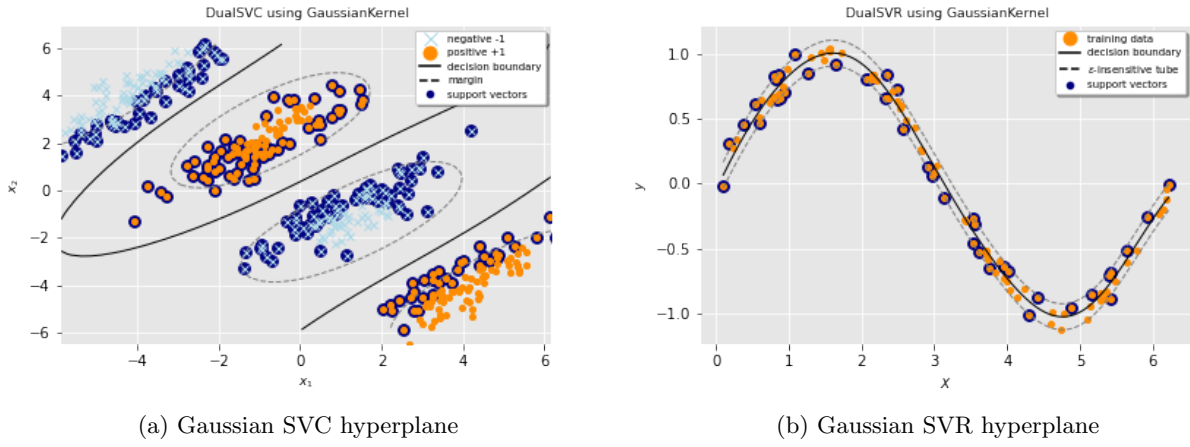 DualSVC using GaussianKernel
negative -1
positive +1
decision boundary
margin
support vectors
6
4
2
0
−2
−4
−6
x₂
−4
−2
0
2
4
6
x₁
(a) Gaussian SVC hyperplane
DualSVR using GaussianKernel
training data
decision boundary
ε-insensitive tube
support vectors
1.0
0.5
0.0
−0.5
−1.0
y
0
1
2
3
4
5
6
X
(b) Gaussian SVR hyperplane